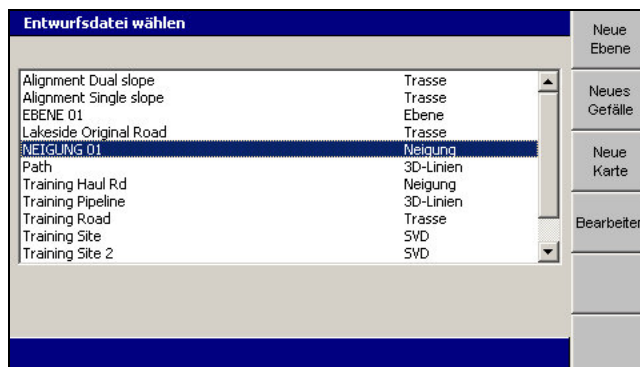 Entwurfsdatei wählen
Alignment Dual slope Trasse
Alignment Single slope Trasse
EBENE 01 Ebene
Lakeside Original Road Trasse
NEIGUNG 01 Neigung
Path 3D-Linien
Training Haul Rd Neigung
Training Pipeline 3D-Linien
Training Road Trasse
Training Site SVD
Training Site 2 SVD
Neue
Ebene
Neues
Gefälle
Neue
Karte
Bearbeiten